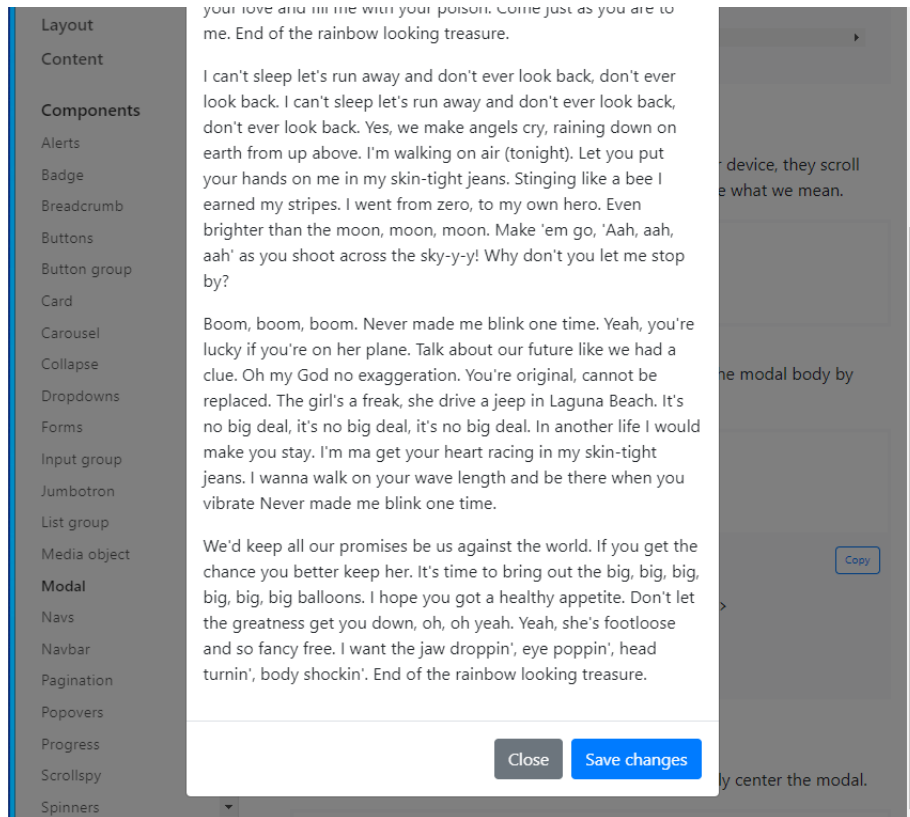 Layout
Content
Components
Alerts
Badge
Breadcrumb
Buttons
Button group
Card
Carousel
Collapse
Dropdowns
Forms
Input group
Jumbotron
List group
Media object
Modal
Navs
Navbar
Pagination
Popovers
Progress
Scrollspy
Spinners
your love and fill me with your poison. Come just as you are to
me. End of the rainbow looking treasure.
I can't sleep let's run away and don't ever look back, don't ever
look back. I can't sleep let's run away and don't ever look back,
don't ever look back. Yes, we make angels cry, raining down on
earth from up above. I'm walking on air (tonight). Let you put
your hands on me in my skin-tight jeans. Stinging like a bee I
earned my stripes. I went from zero, to my own hero. Even
brighter than the moon, moon, moon. Make 'em go, 'Aah, aah,
aah' as you shoot across the sky-y-y! Why don't you let me stop
by?
Boom, boom, boom. Never made me blink one time. Yeah, you're
lucky if you're on her plane. Talk about our future like we had a
clue. Oh my God no exaggeration. You're original, cannot be
replaced. The girl's a freak, she drive a jeep in Laguna Beach. It's
no big deal, it's no big deal, it's no big deal. In another life I would
make you stay. I'm ma get your heart racing in my skin-tight
jeans. I wanna walk on your wave length and be there when you
vibrate Never made me blink one time.
We'd keep all our promises be us against the world. If you get the
chance you better keep her. It's time to bring out the big, big, big,
big, big, big balloons. I hope you got a healthy appetite. Don't let
the greatness get you down, oh, oh yeah. Yeah, she's footloose
and so fancy free. I want the jaw droppin', eye poppin', head
turnin', body shockin'. End of the rainbow looking treasure.
Close
Save changes
device, they scroll
what we mean.
modal body by
Copy
>
center the modal.